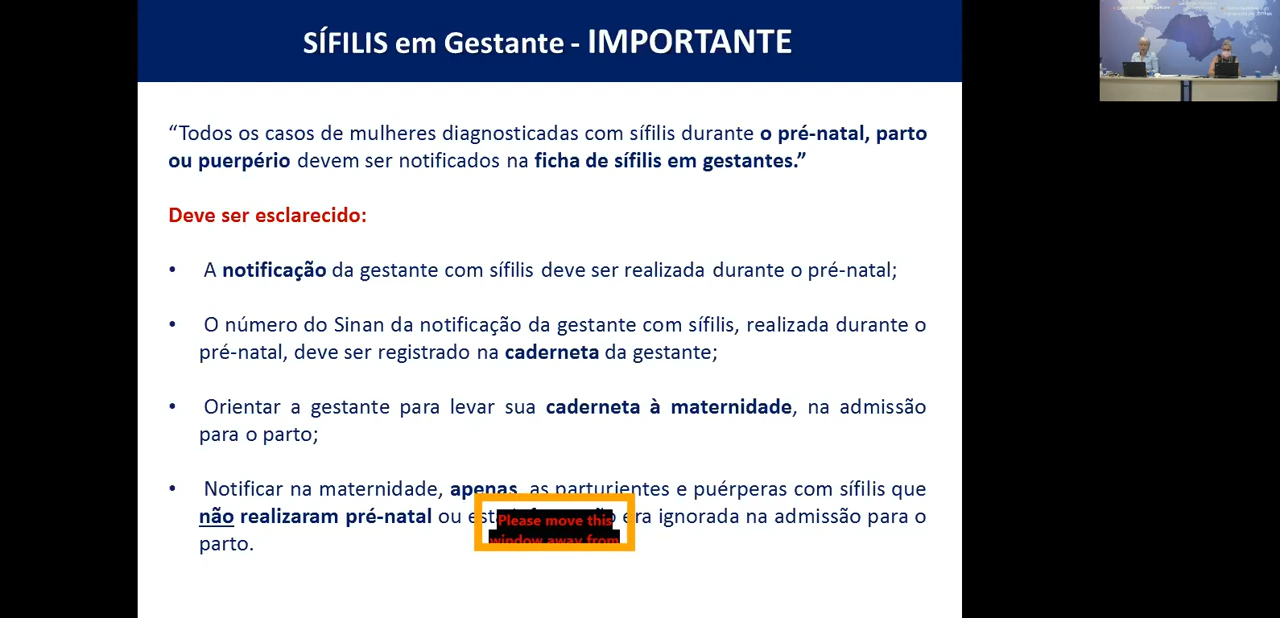 SÍFILIS em Gestante - IMPORTANTE
“Todos os casos de mulheres diagnosticadas com sífilis durante o pré-natal, parto
ou puerpério devem ser notificados na ficha de sífilis em gestantes.”
Deve ser esclarecido:
• A notificação da gestante com sífilis deve ser realizada durante o pré-natal;
• O número do Sinan da notificação da gestante com sífilis, realizada durante o
pré-natal, deve ser registrado na caderneta da gestante;
• Orientar a gestante para levar sua caderneta à maternidade, na admissão
para o parto;
• Notificar na maternidade, apenas, as parturientes e puérperas com sífilis que
não realizaram pré-natal ou era ignorada na admissão para o
parto.
Please move this
window away from